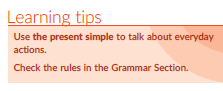 Learning tips
Use the present simple to talk about everyday
actions.
Check the rules in the Grammar Section.